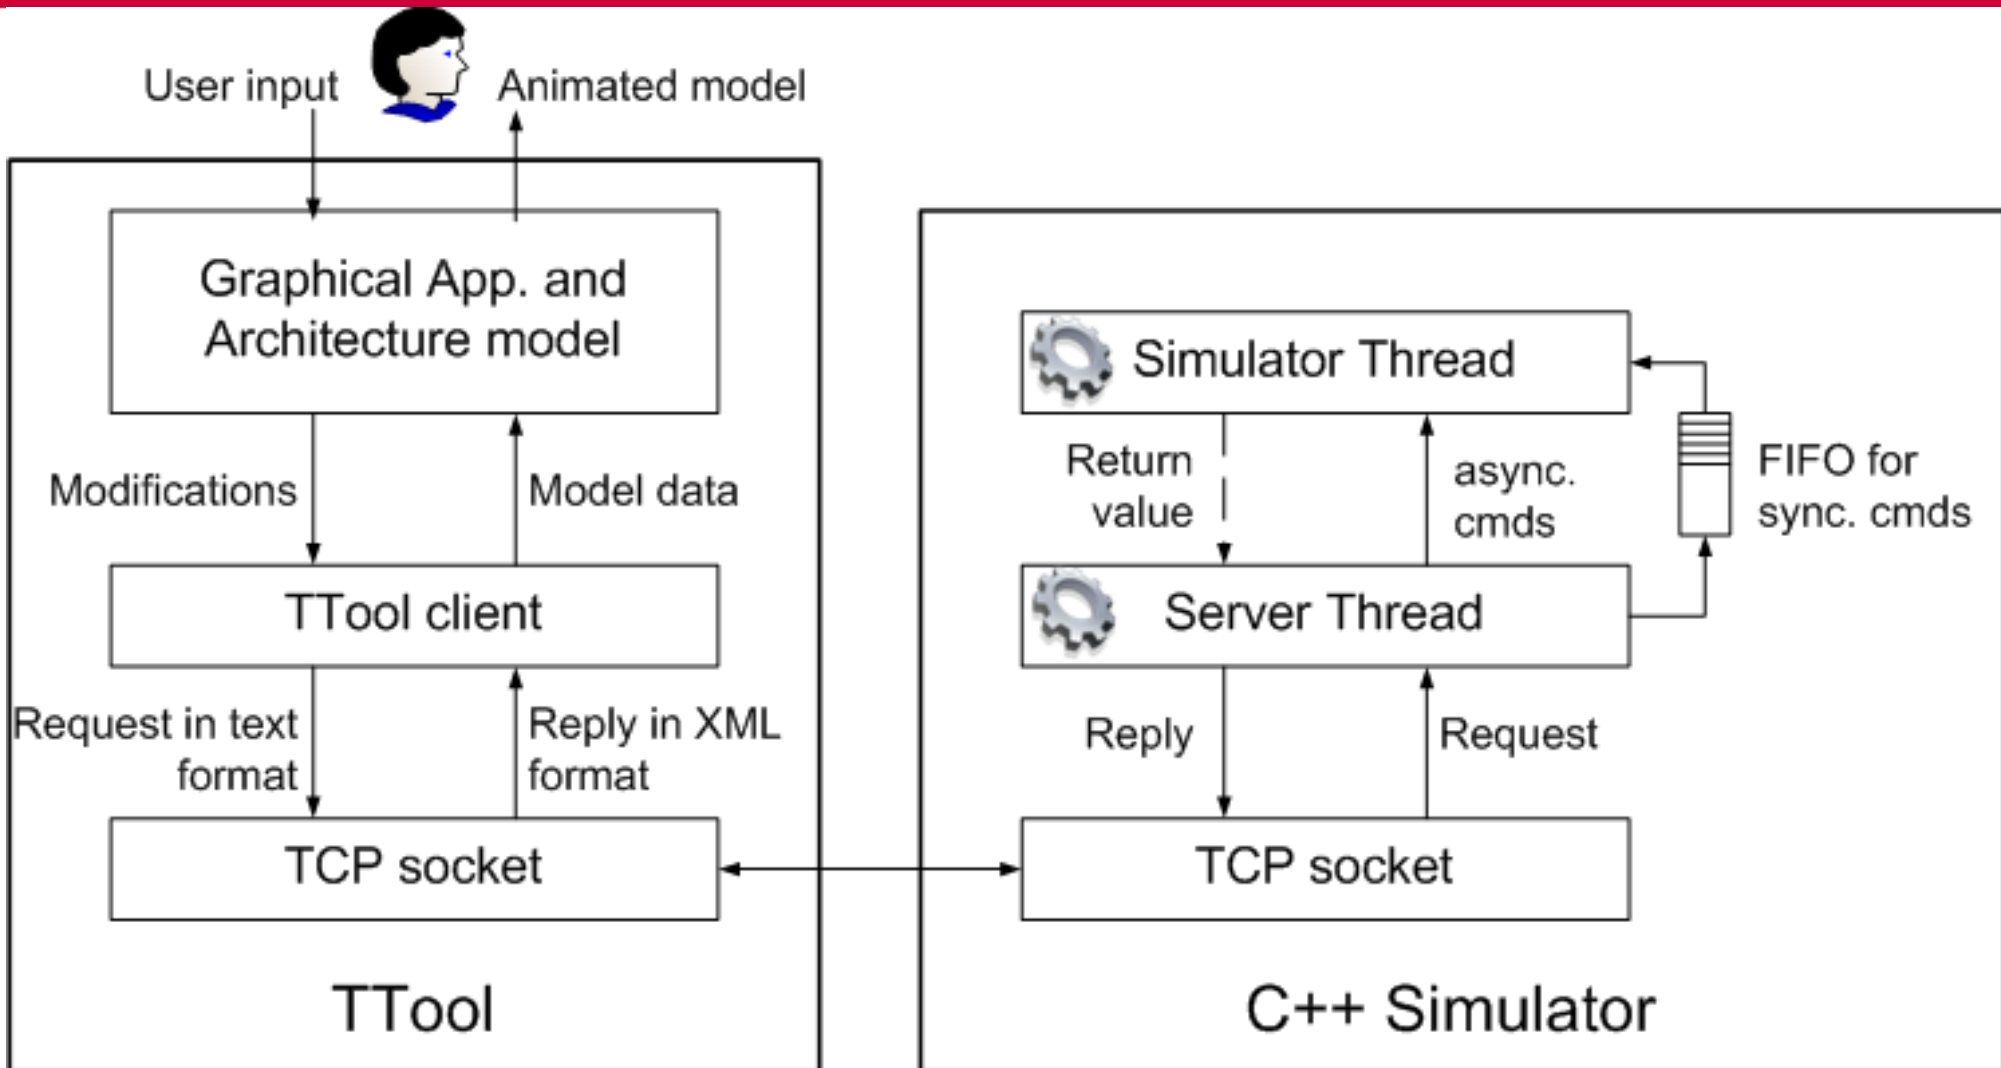 User input
Animated model
Graphical App. and
Architecture model
Modifications
Model data
TTool client
Request in text
format
Reply in XML
format
TCP socket
TTool
Simulator Thread
Return
value
async.
cmds
FIFO for
sync. cmds
Server Thread
Reply
Request
TCP socket
C++ Simulator